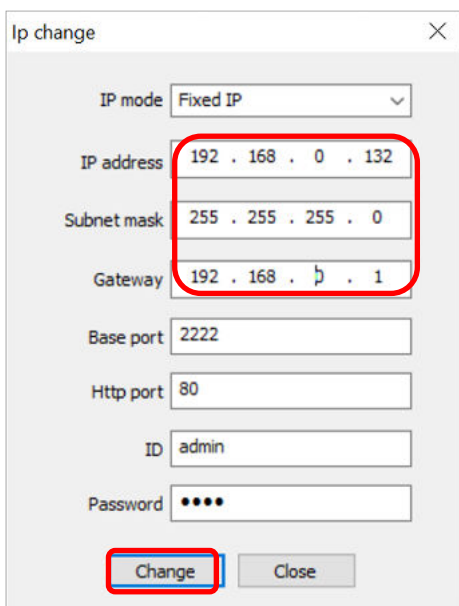 Ip change
IP mode Fixed IP
IP address 192 . 168 . 0 . 132
Subnet mask 255 . 255 . 255 . 0
Gateway 192 . 168 . 0 . 1
Base port 2222
Http port 80
ID admin
Password ••••
Change Close